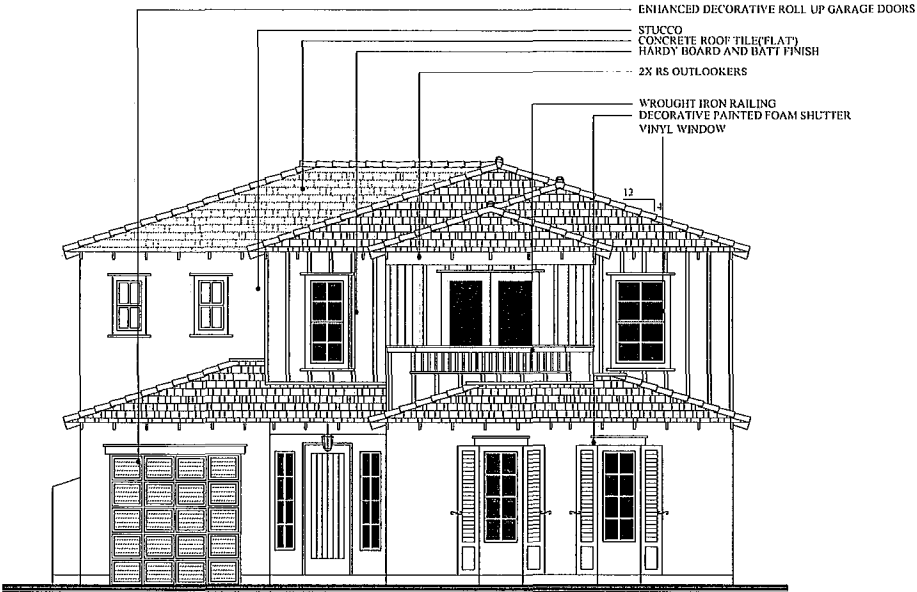 ENHANCED DECORATIVE ROLL UP GARAGE DOORS
STUCCO
CONCRETE ROOF TILE('FLAT')
HARDY BOARD AND BATT FINISH
2X RS OUTLOOKERS
WROUGHT IRON RAILING
DECORATIVE PAINTED FOAM SHUTTER
VINYL WINDOW
12
4